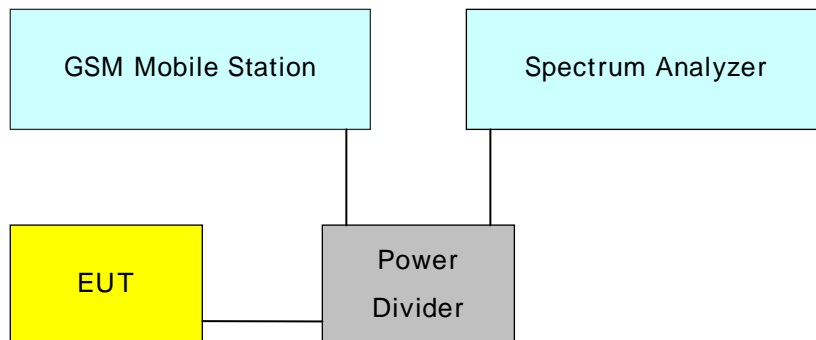 GSM Mobile Station
Spectrum Analyzer
EUT
Power
Divider